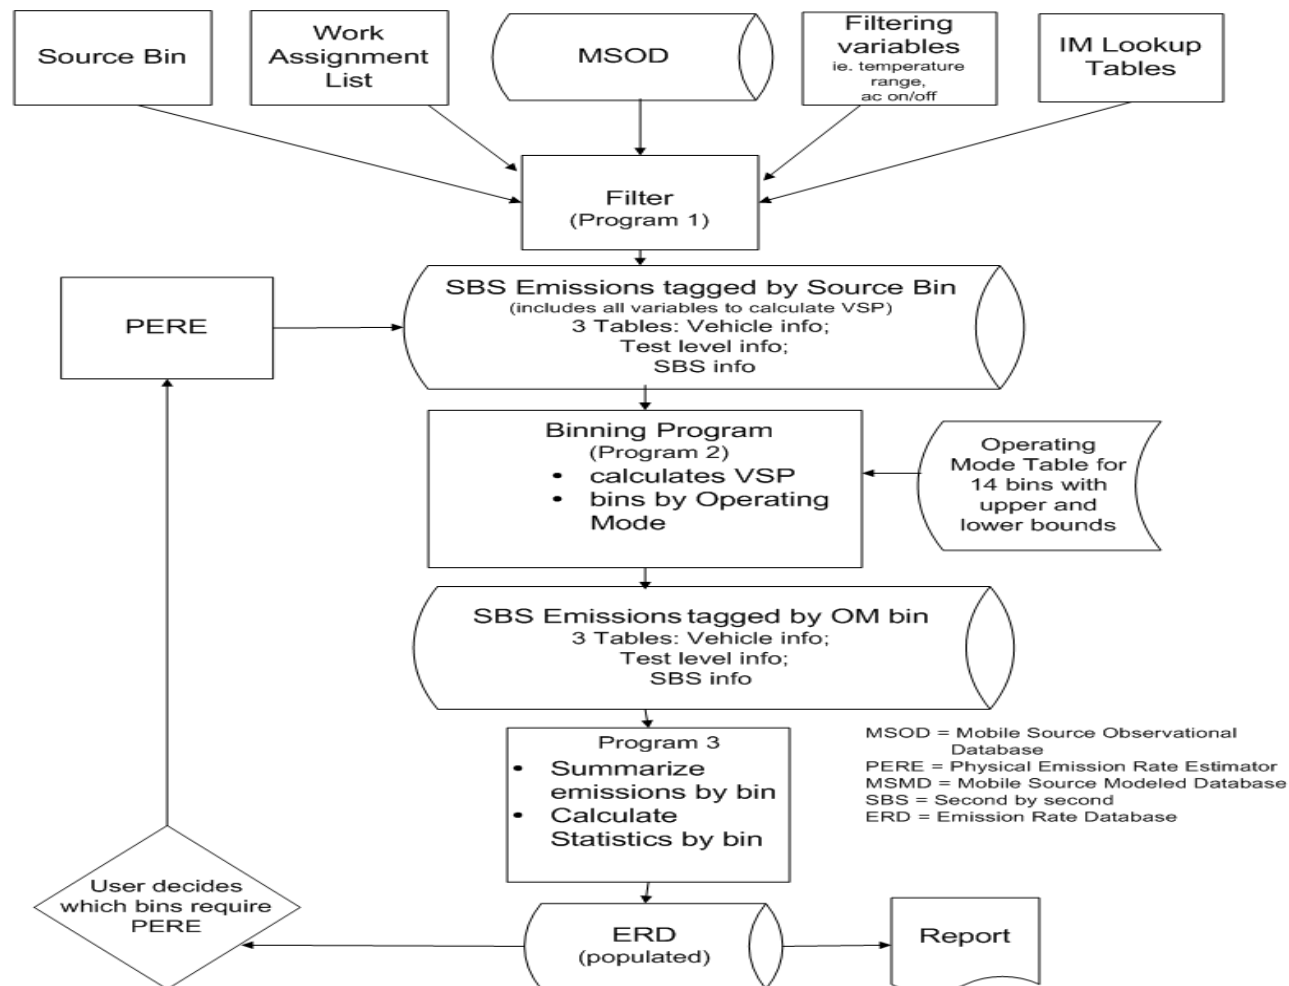 Source Bin
Work
Assignment
List
MSOD
Filtering
variables
ie. temperature
range,
ac on/off
IM Lookup
Tables
Filter
(Program 1)
SBS Emissions tagged by Source Bin
(includes all variables to calculate VSP)
3 Tables: Vehicle info;
Test level info;
SBS info
PERE
Binning Program
(Program 2)
• calculates VSP
• bins by Operating
Mode
Operating
Mode Table for
14 bins with
upper and
lower bounds
SBS Emissions tagged by OM bin
3 Tables: Vehicle info;
Test level info;
SBS info
Program 3
• Summarize
emissions by bin
• Calculate
Statistics by bin
MSOD = Mobile Source Observational
Database
PERE = Physical Emission Rate Estimator
MSMD = Mobile Source Modeled Database
SBS = Second by second
ERD = Emission Rate Database
User decides
which bins require
PERE
ERD
(populated)
Report